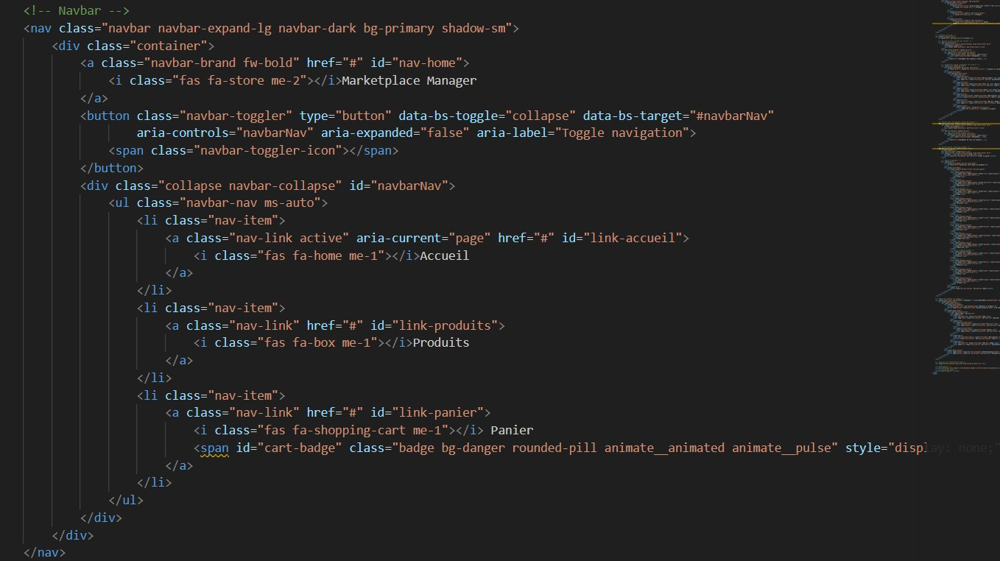 <!-- Navbar -->
<nav class="navbar navbar-expand-lg navbar-dark bg-primary shadow-sm">
<div class="container">
<a class="navbar-brand fw-bold" href="#" id="nav-home">
<i class="fas fa-store me-2"></i>Marketplace Manager
</a>
<button class="navbar-toggler" type="button" data-bs-toggle="collapse" data-bs-target="#navbarNav"
aria-controls="navbarNav" aria-expanded="false" aria-label="Toggle navigation">
<span class="navbar-toggler-icon"></span>
</button>
<div class="collapse navbar-collapse" id="navbarNav">
<ul class="navbar-nav ms-auto">
<li class="nav-item">
<a class="nav-link active" aria-current="page" href="#" id="link-accueil">
<i class="fas fa-home me-1"></i>Accueil
</a>
</li>
<li class="nav-item">
<a class="nav-link" href="#" id="link-produits">
<i class="fas fa-box me-1"></i>Produits
</a>
</li>
<li class="nav-item">
<a class="nav-link" href="#" id="link-panier">
<i class="fas fa-shopping-cart me-1"></i> Panier
<span id="cart-badge" class="badge bg-danger rounded-pill animate__animated animate__pulse" style="display: none;"
</a>
</li>
</ul>
</div>
</div>
</nav>